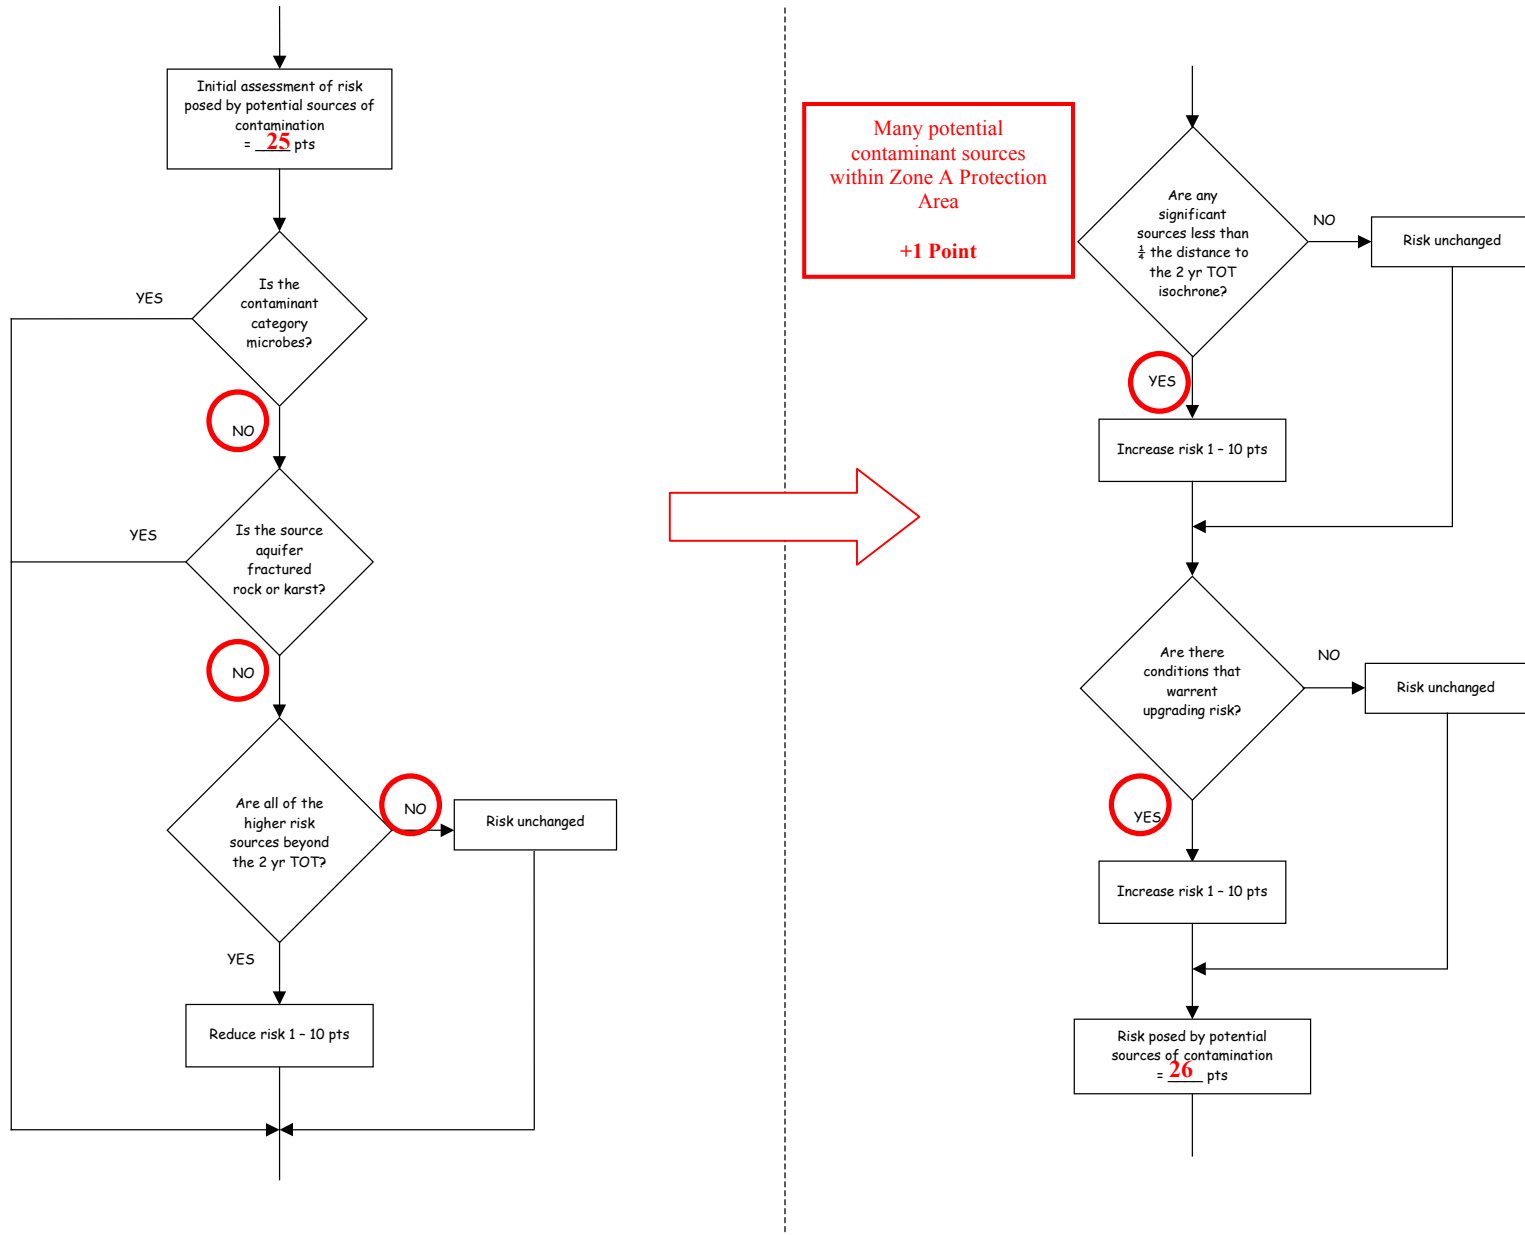 Initial assessment of risk
posed by potential sources of
contamination
= 25 pts
Is the
contaminant
category
microbes?
YES
NO
Is the source
aquifer
fractured
rock or karst?
YES
NO
Are all of the
higher risk
sources beyond
the 2 yr TOT?
NO
Risk unchanged
YES
Reduce risk 1 – 10 pts
Many potential
contaminant sources
within Zone A Protection
Area
+1 Point
Are any
significant
sources less than
¼ the distance to
the 2 yr TOT
isochrone?
NO
Risk unchanged
YES
Increase risk 1 – 10 pts
Are there
conditions that
warrent
upgrading risk?
NO
Risk unchanged
YES
Increase risk 1 – 10 pts
Risk posed by potential
sources of contamination
= 26 pts